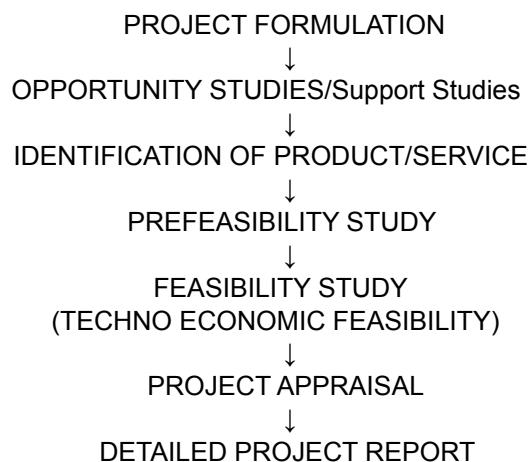 PROJECT FORMULATION
↓
OPPORTUNITY STUDIES/Support Studies
↓
IDENTIFICATION OF PRODUCT/SERVICE
↓
PREFEASIBILITY STUDY
↓
FEASIBILITY STUDY
(TECHNO ECONOMIC FEASIBILITY)
↓
PROJECT APPRAISAL
↓
DETAILED PROJECT REPORT